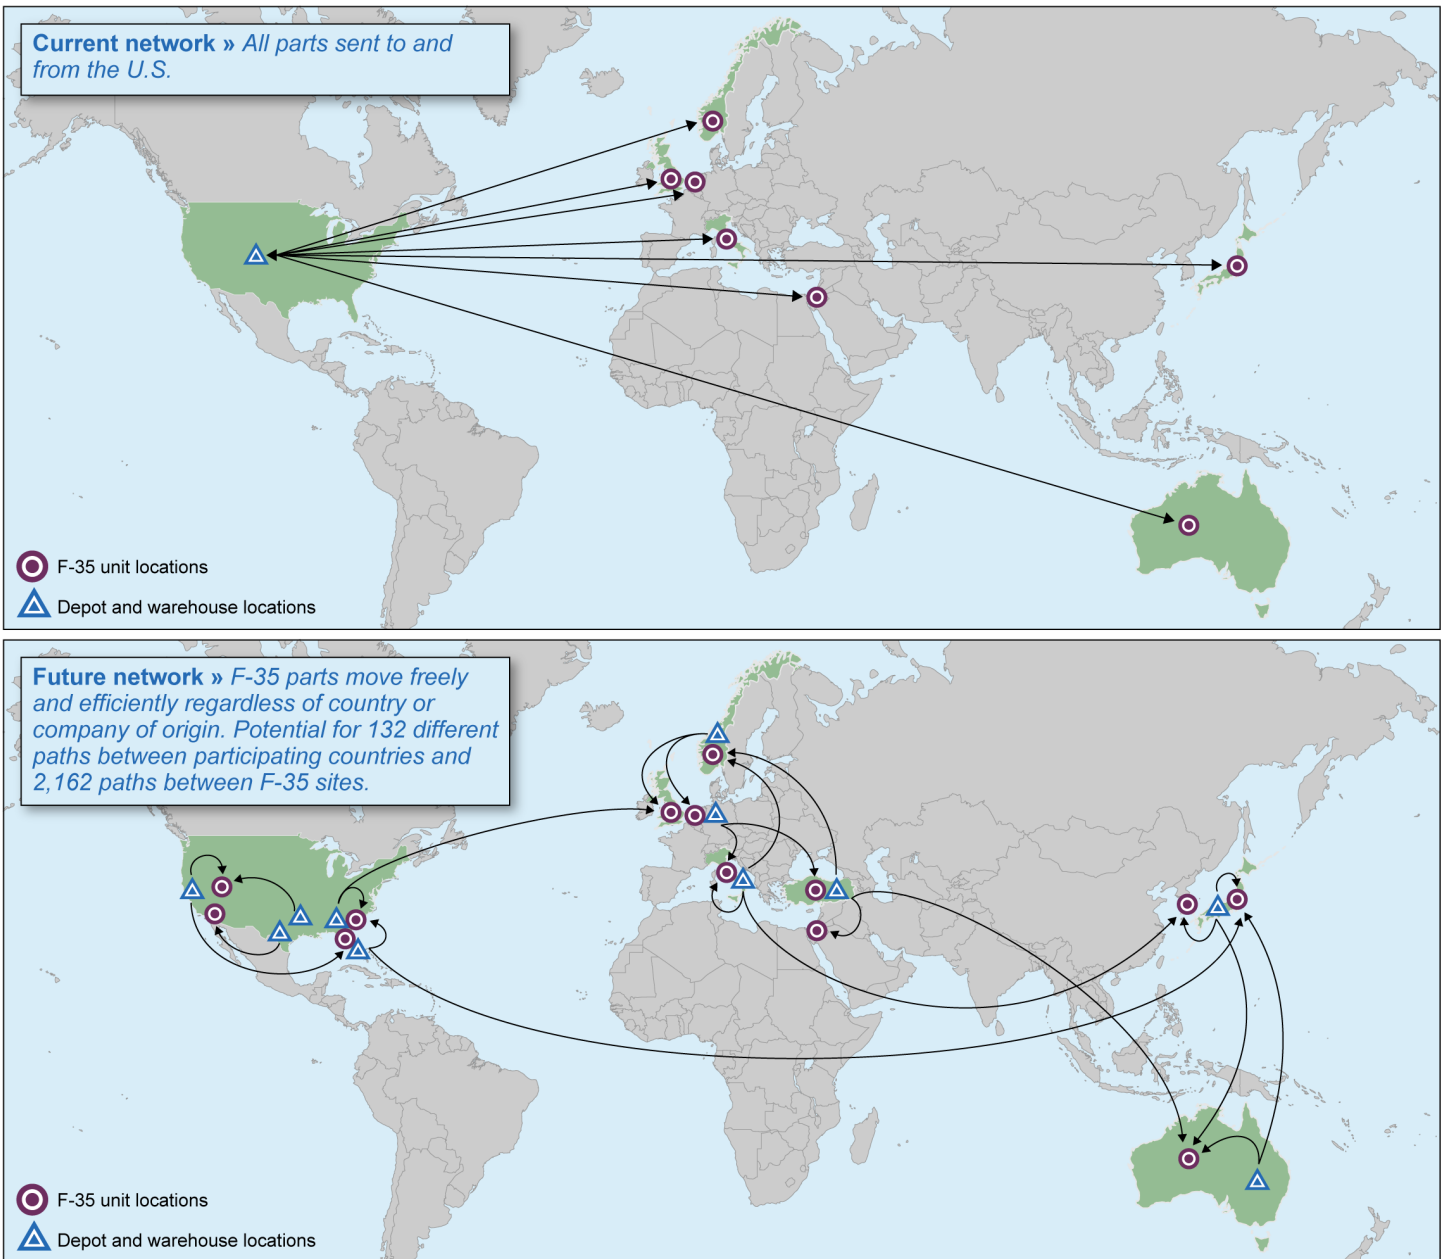 Current network » All parts sent to and
from the U.S.
F-35 unit locations
Depot and warehouse locations
Future network » F-35 parts move freely
and efficiently regardless of country or
company of origin. Potential for 132 different
paths between participating countries and
2,162 paths between F-35 sites.
F-35 unit locations
Depot and warehouse locations